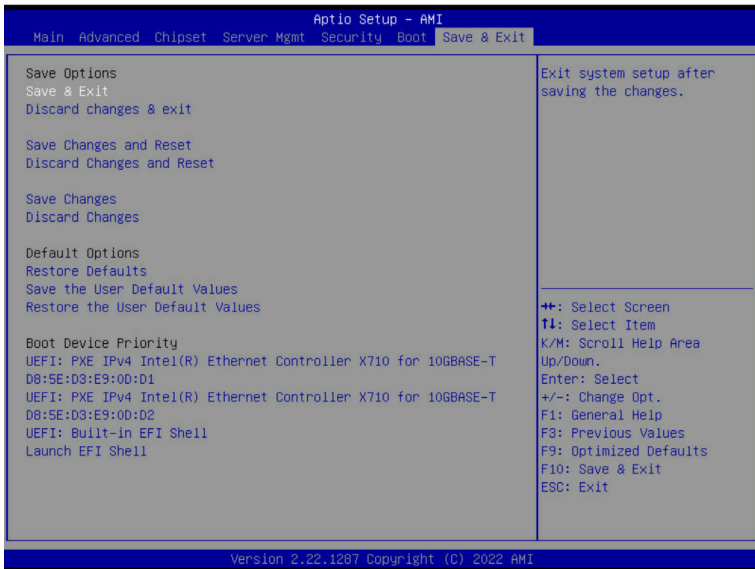 Aptio Setup – AMI
Main Advanced Chipset Server Mgmt Security Boot Save & Exit
Save Options
Save & Exit
Discard changes & exit
Save Changes and Reset
Discard Changes and Reset
Save Changes
Discard Changes
Default Options
Restore Defaults
Save the User Default Values
Restore the User Default Values
Boot Device Priority
UEFI: PXE IPv4 Intel(R) Ethernet Controller X710 for 10GBASE-T
D8:5E:D3:E9:0D:D1
UEFI: PXE IPv4 Intel(R) Ethernet Controller X710 for 10GBASE-T
D8:5E:D3:E9:0D:D2
UEFI: Built-in EFI Shell
Launch EFI Shell
Exit system setup after
saving the changes.
→←: Select Screen
↑↓: Select Item
K/M: Scroll Help Area
Up/Down.
Enter: Select
+/-: Change Opt.
F1: General Help
F3: Previous Values
F9: Optimized Defaults
F10: Save & Exit
ESC: Exit
Version 2.22.1287 Copyright (C) 2022 AMI